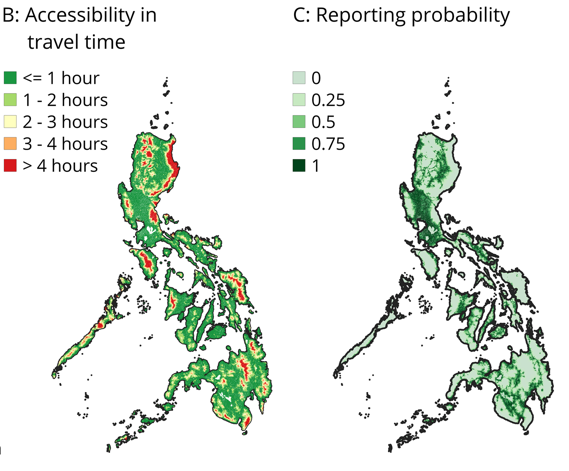 B: Accessibility in
travel time
<= 1 hour
1 - 2 hours
2 - 3 hours
3 - 4 hours
> 4 hours
C: Reporting probability
0
0.25
0.5
0.75
1